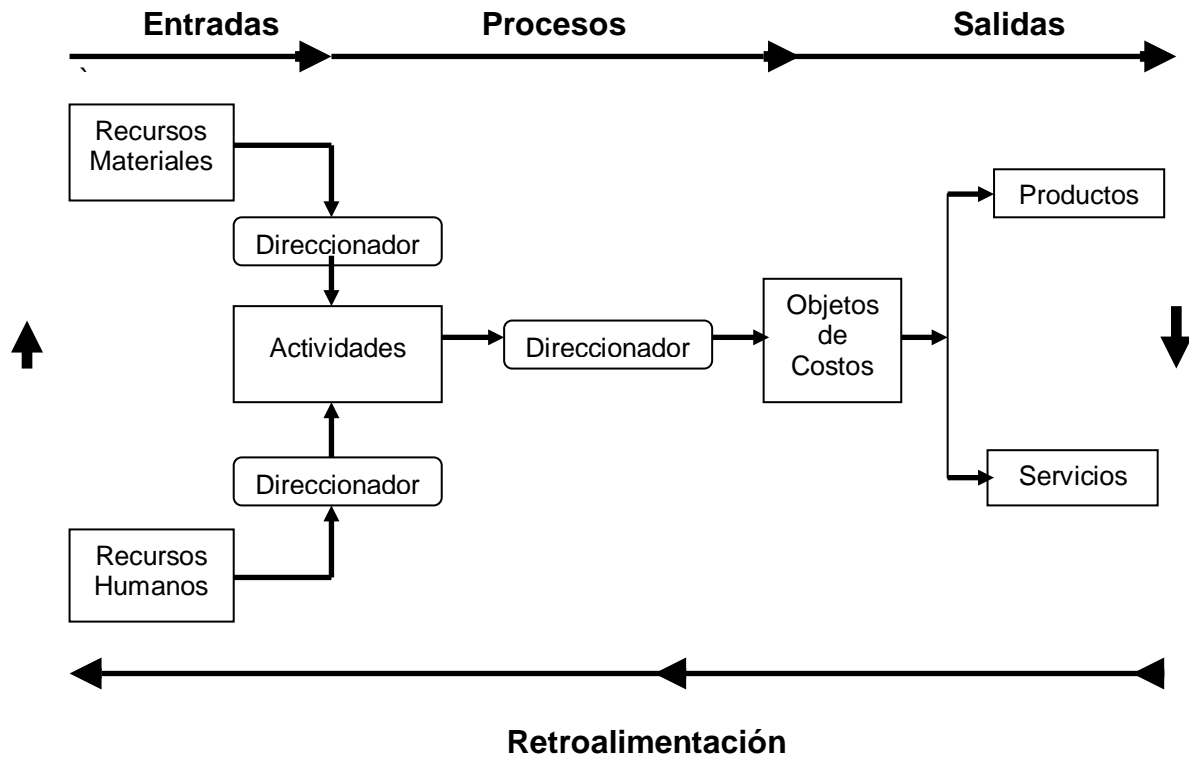 Entradas
Procesos
Salidas
`
Recursos
Materiales
Direccionador
Productos
Actividades
Direccionador
Objetos
de
Costos
Direccionador
Servicios
Recursos
Humanos
Retroalimentación